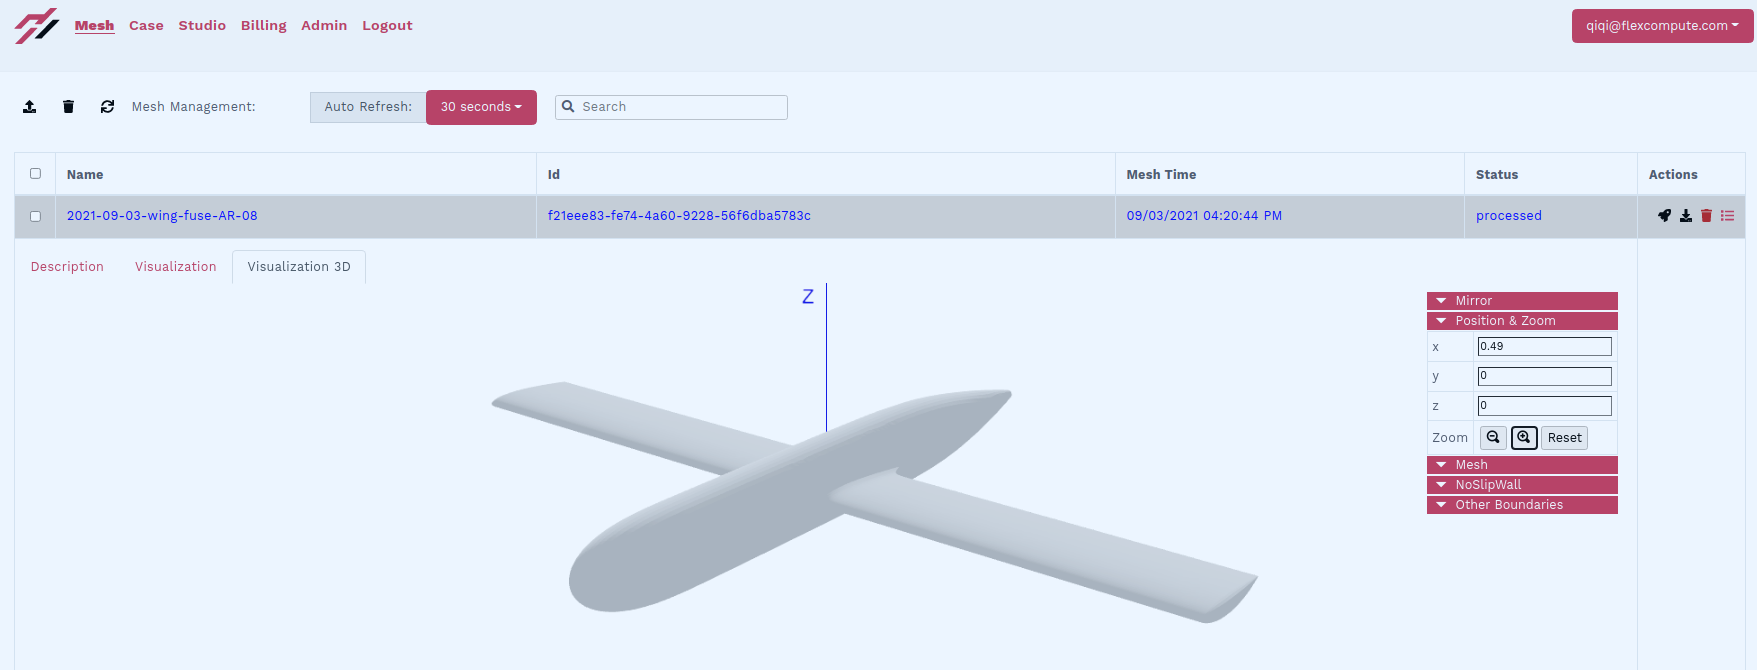 Mesh Case Studio Billing Admin Logout qiqi@flexcompute.com
Mesh Management: Auto Refresh: 30 seconds Search
Name Id Mesh Time Status Actions
2021-09-03-wing-fuse-AR-08 f21eee83-fe74-4a60-9228-56f6dba5783c 09/03/2021 04:20:44 PM processed
Description Visualization Visualization 3D
Z
Mirror
Position & Zoom
x 0.49
y 0
z 0
Zoom Reset
Mesh
NoSlipWall
Other Boundaries